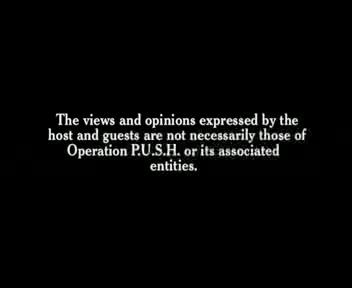 The views and opinions expressed by the
host and guests are not necessarily those of
Operation P.U.S.H. or its associated
entities.